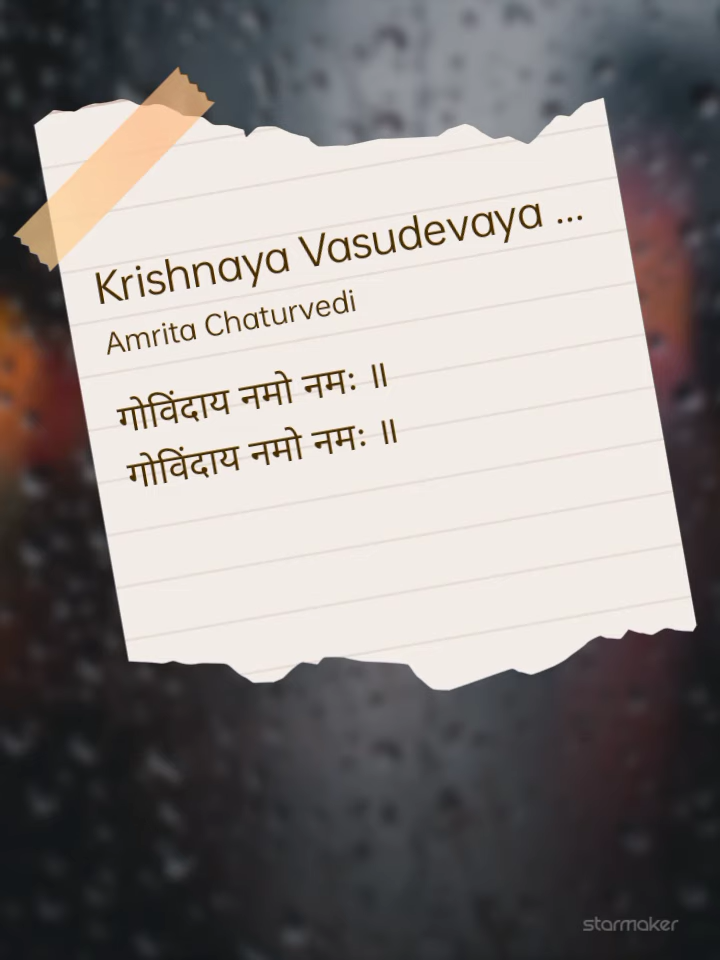 Krishnaya Vasudevaya ...
Amrita Chaturvedi
गोविंदाय नमो नमः ॥
गोविंदाय नमो नमः ॥
starmaker